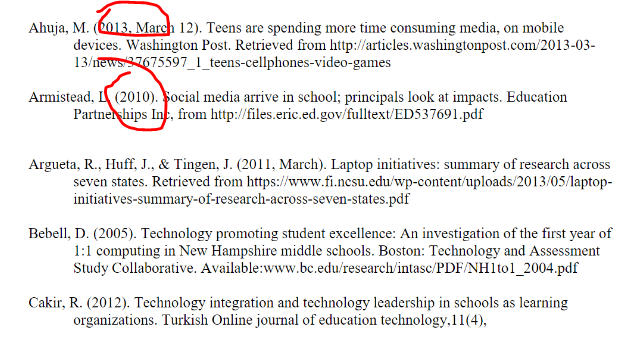 Ahuja, M. (2013, March 12). Teens are spending more time consuming media, on mobile
devices. Washington Post. Retrieved from http://articles.washingtonpost.com/2013-03-
13/news/37675597_1_teens-cellphones-video-games
Armistead, L. (2010). Social media arrive in school; principals look at impacts. Education
Partnerships Inc, from http://files.eric.ed.gov/fulltext/ED537691.pdf
Argueta, R., Huff, J., & Tingen, J. (2011, March). Laptop initiatives: summary of research across
seven states. Retrieved from https://www.fi.ncsu.edu/wp-content/uploads/2013/05/laptop-
initiatives-summary-of-research-across-seven-states.pdf
Bebell, D. (2005). Technology promoting student excellence: An investigation of the first year of
1:1 computing in New Hampshire middle schools. Boston: Technology and Assessment
Study Collaborative. Available:www.bc.edu/research/intasc/PDF/NH1to1_2004.pdf
Cakir, R. (2012). Technology integration and technology leadership in schools as learning
organizations. Turkish Online journal of education technology,11(4),